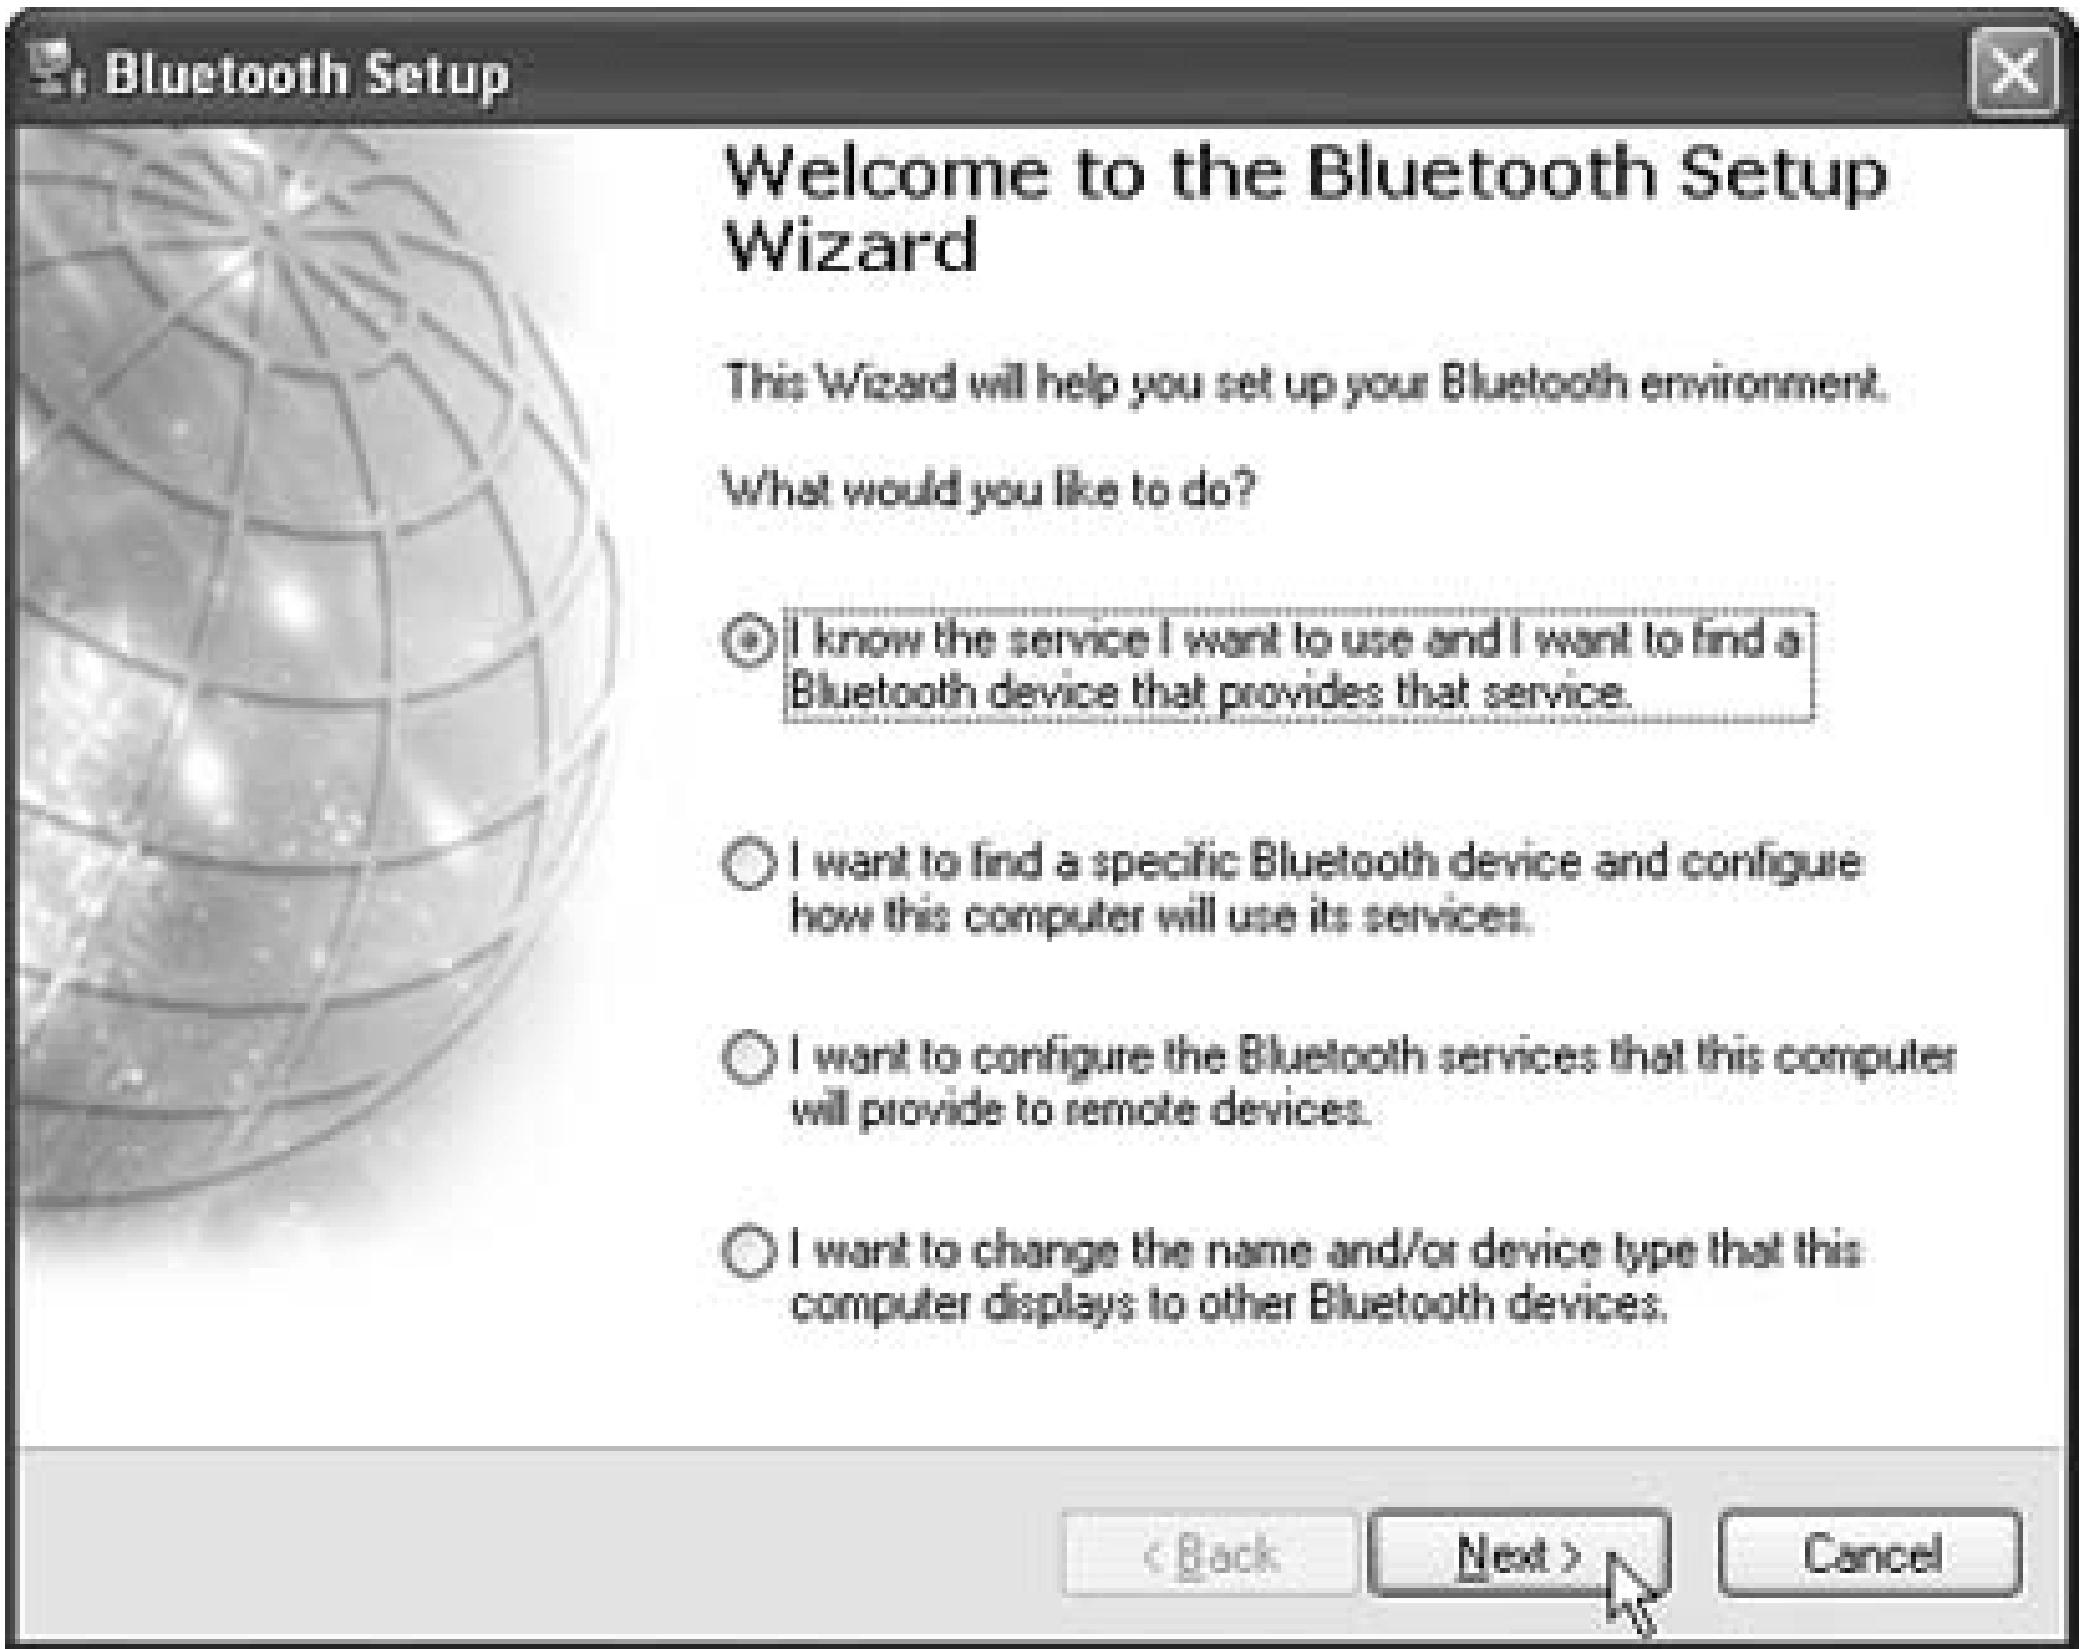 Bluetooth Setup
Welcome to the Bluetooth Setup
Wizard
This Wizard will help you set up your Bluetooth environment.
What would you like to do?
I know the service I want to use and I want to find a
Bluetooth device that provides that service.
I want to find a specific Bluetooth device and configure
how this computer will use its services.
I want to configure the Bluetooth services that this computer
will provide to remote devices.
I want to change the name and/or device type that this
computer displays to other Bluetooth devices.
< Back
Next >
Cancel